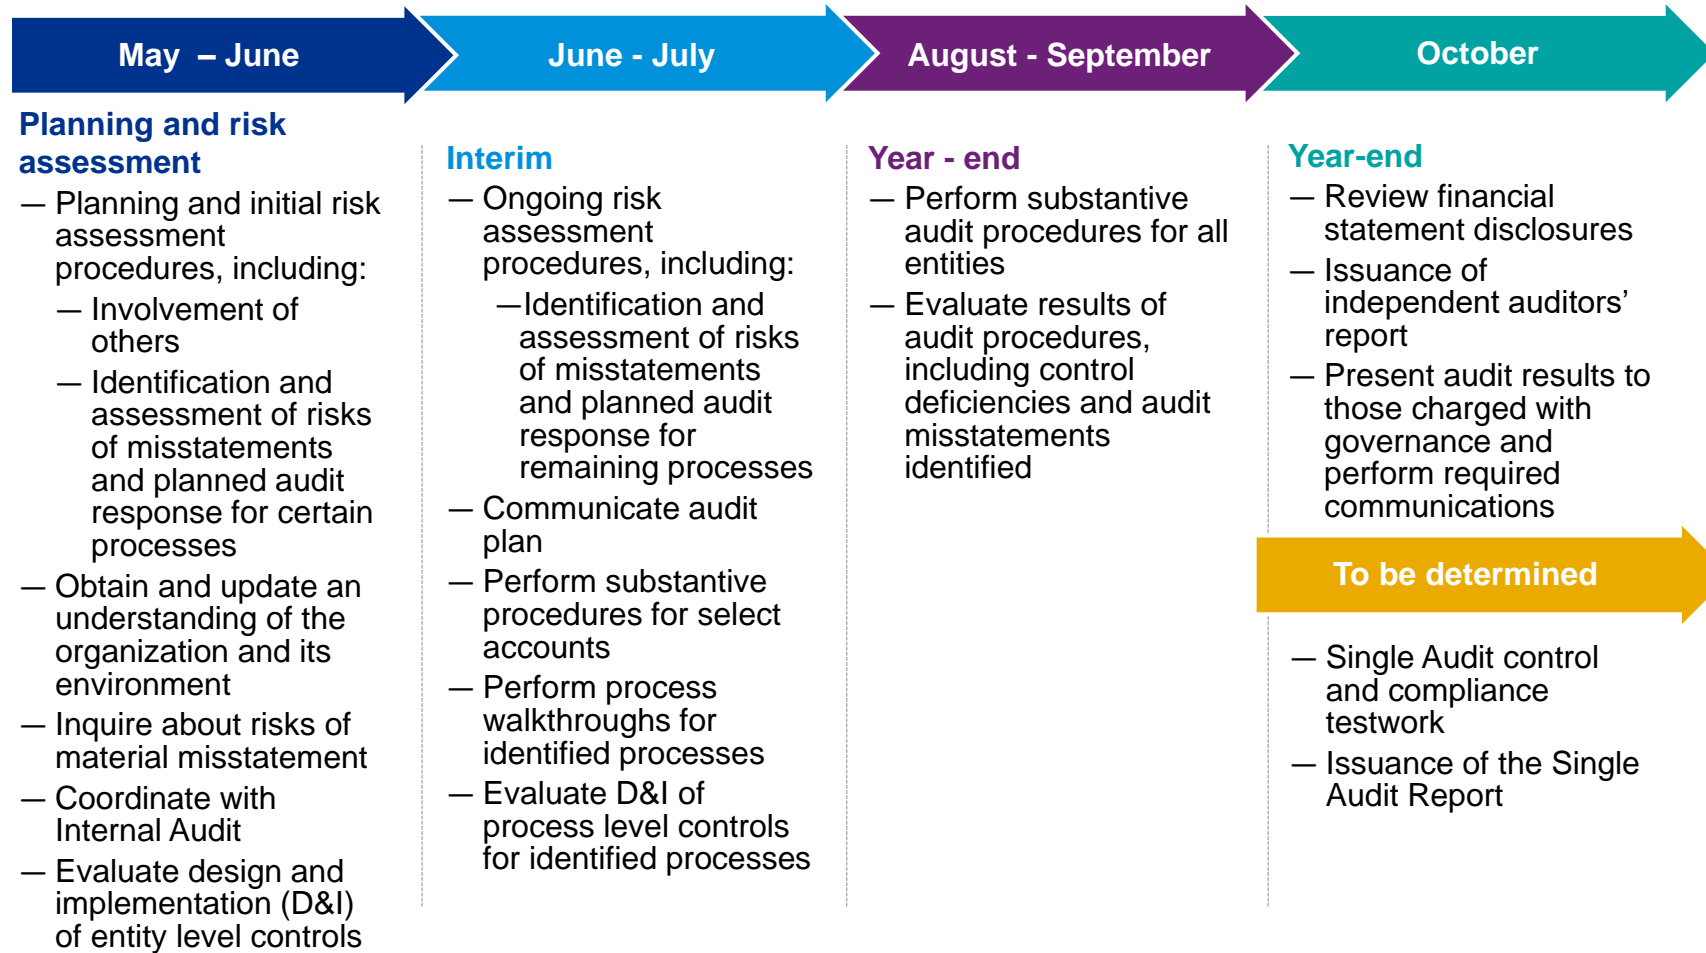 May – June
Planning and risk
assessment
— Planning and initial risk
assessment
procedures, including:
— Involvement of
others
— Identification and
assessment of risks
of misstatements
and planned audit
response for certain
processes
— Obtain and update an
understanding of the
organization and its
environment
— Inquire about risks of
material misstatement
— Coordinate with
Internal Audit
— Evaluate design and
implementation (D&I)
of entity level controls
June - July
Interim
— Ongoing risk
assessment
procedures, including:
—Identification and
assessment of risks
of misstatements
and planned audit
response for
remaining processes
— Communicate audit
plan
— Perform substantive
procedures for select
accounts
— Perform process
walkthroughs for
identified processes
— Evaluate D&I of
process level controls
for identified processes
August - September
Year - end
— Perform substantive
audit procedures for all
entities
— Evaluate results of
audit procedures,
including control
deficiencies and audit
misstatements
identified
October
Year-end
— Review financial
statement disclosures
— Issuance of
independent auditors’
report
— Present audit results to
those charged with
governance and
perform required
communications
To be determined
— Single Audit control
and compliance
testwork
— Issuance of the Single
Audit Report